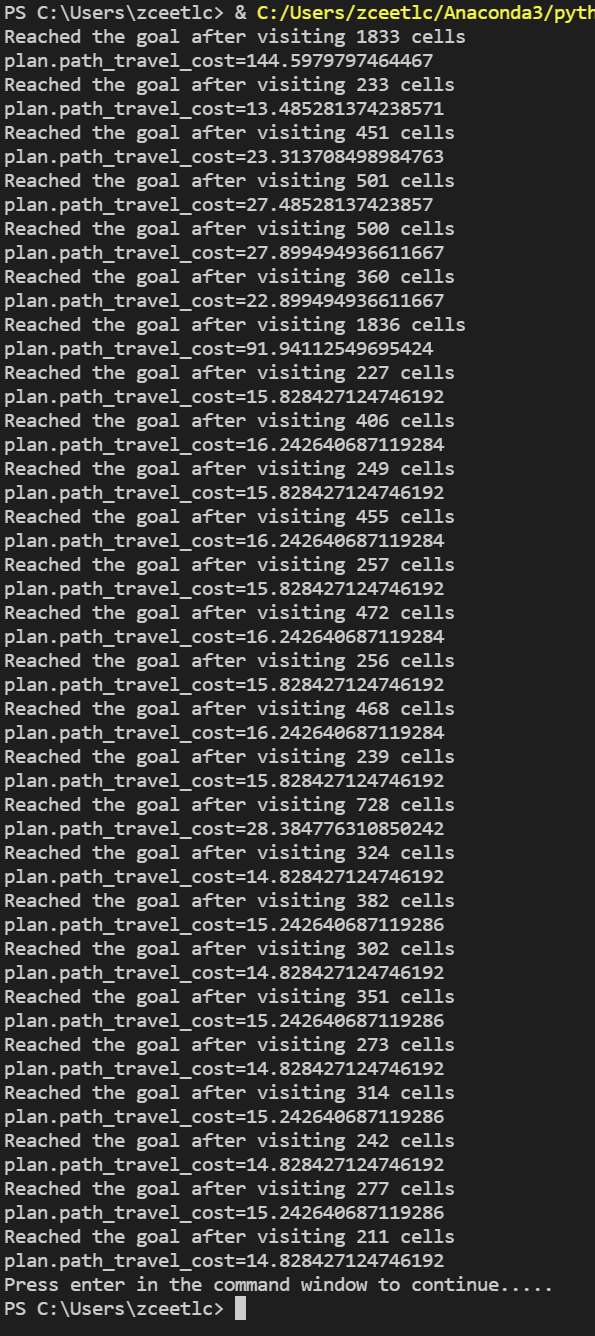 PS C:\Users\zceetlc> & C:/Users/zceetlc/Anaconda3/pyth
Reached the goal after visiting 1833 cells
plan.path_travel_cost=144.5979797464467
Reached the goal after visiting 233 cells
plan.path_travel_cost=13.485281374238571
Reached the goal after visiting 451 cells
plan.path_travel_cost=23.313708498984763
Reached the goal after visiting 501 cells
plan.path_travel_cost=27.48528137423857
Reached the goal after visiting 500 cells
plan.path_travel_cost=27.899494936611667
Reached the goal after visiting 360 cells
plan.path_travel_cost=22.899494936611667
Reached the goal after visiting 1836 cells
plan.path_travel_cost=91.94112549695424
Reached the goal after visiting 227 cells
plan.path_travel_cost=15.828427124746192
Reached the goal after visiting 406 cells
plan.path_travel_cost=16.242640687119284
Reached the goal after visiting 249 cells
plan.path_travel_cost=15.828427124746192
Reached the goal after visiting 455 cells
plan.path_travel_cost=16.242640687119284
Reached the goal after visiting 257 cells
plan.path_travel_cost=15.828427124746192
Reached the goal after visiting 472 cells
plan.path_travel_cost=16.242640687119284
Reached the goal after visiting 256 cells
plan.path_travel_cost=15.828427124746192
Reached the goal after visiting 468 cells
plan.path_travel_cost=16.242640687119284
Reached the goal after visiting 239 cells
plan.path_travel_cost=15.828427124746192
Reached the goal after visiting 728 cells
plan.path_travel_cost=28.384776310850242
Reached the goal after visiting 324 cells
plan.path_travel_cost=14.828427124746192
Reached the goal after visiting 382 cells
plan.path_travel_cost=15.242640687119286
Reached the goal after visiting 302 cells
plan.path_travel_cost=14.828427124746192
Reached the goal after visiting 351 cells
plan.path_travel_cost=15.242640687119286
Reached the goal after visiting 273 cells
plan.path_travel_cost=14.828427124746192
Reached the goal after visiting 314 cells
plan.path_travel_cost=15.242640687119286
Reached the goal after visiting 242 cells
plan.path_travel_cost=14.828427124746192
Reached the goal after visiting 277 cells
plan.path_travel_cost=15.242640687119286
Reached the goal after visiting 211 cells
plan.path_travel_cost=14.828427124746192
Press enter in the command window to continue.....
PS C:\Users\zceetlc>